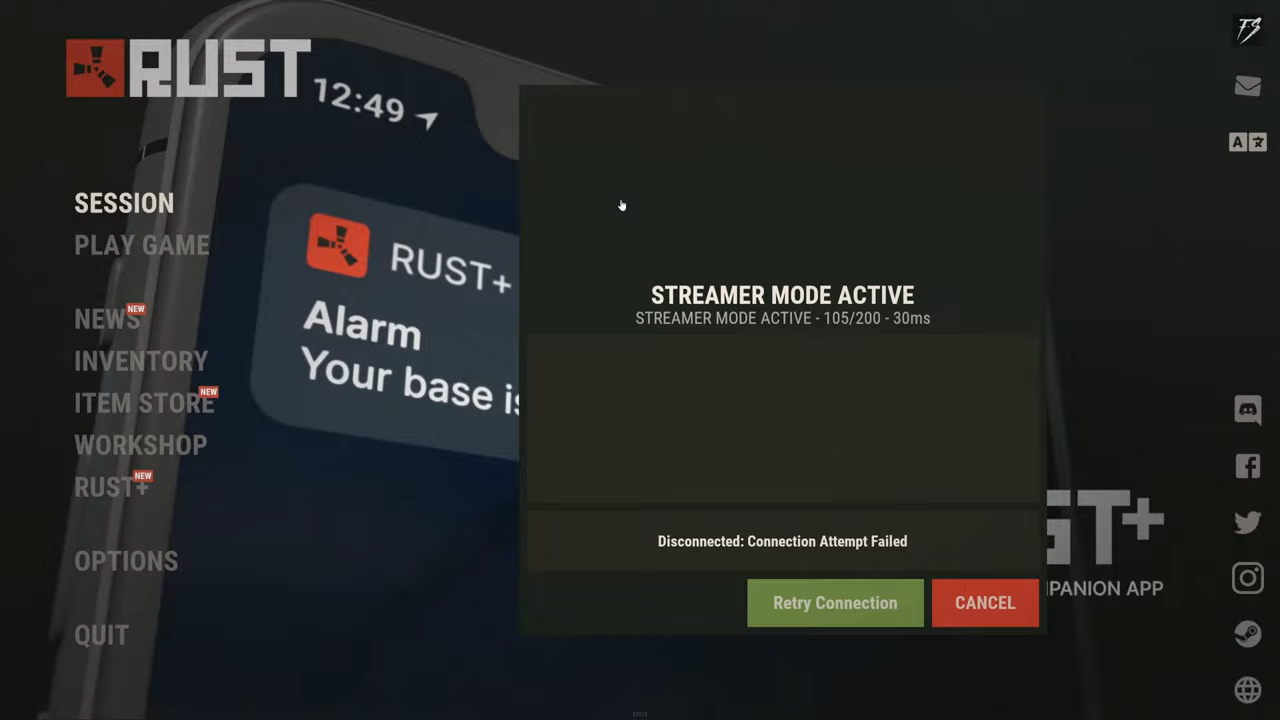 RUST
12:49
SESSION
PLAY GAME
NEWS NEW
INVENTORY
ITEM STORE NEW
WORKSHOP
RUST+ NEW
OPTIONS
QUIT
RUST+
Alarm
Your base is
STREAMER MODE ACTIVE
STREAMER MODE ACTIVE - 105/200 - 30ms
Disconnected: Connection Attempt Failed
Retry Connection
CANCEL
ST+
PANION APP
FS
A